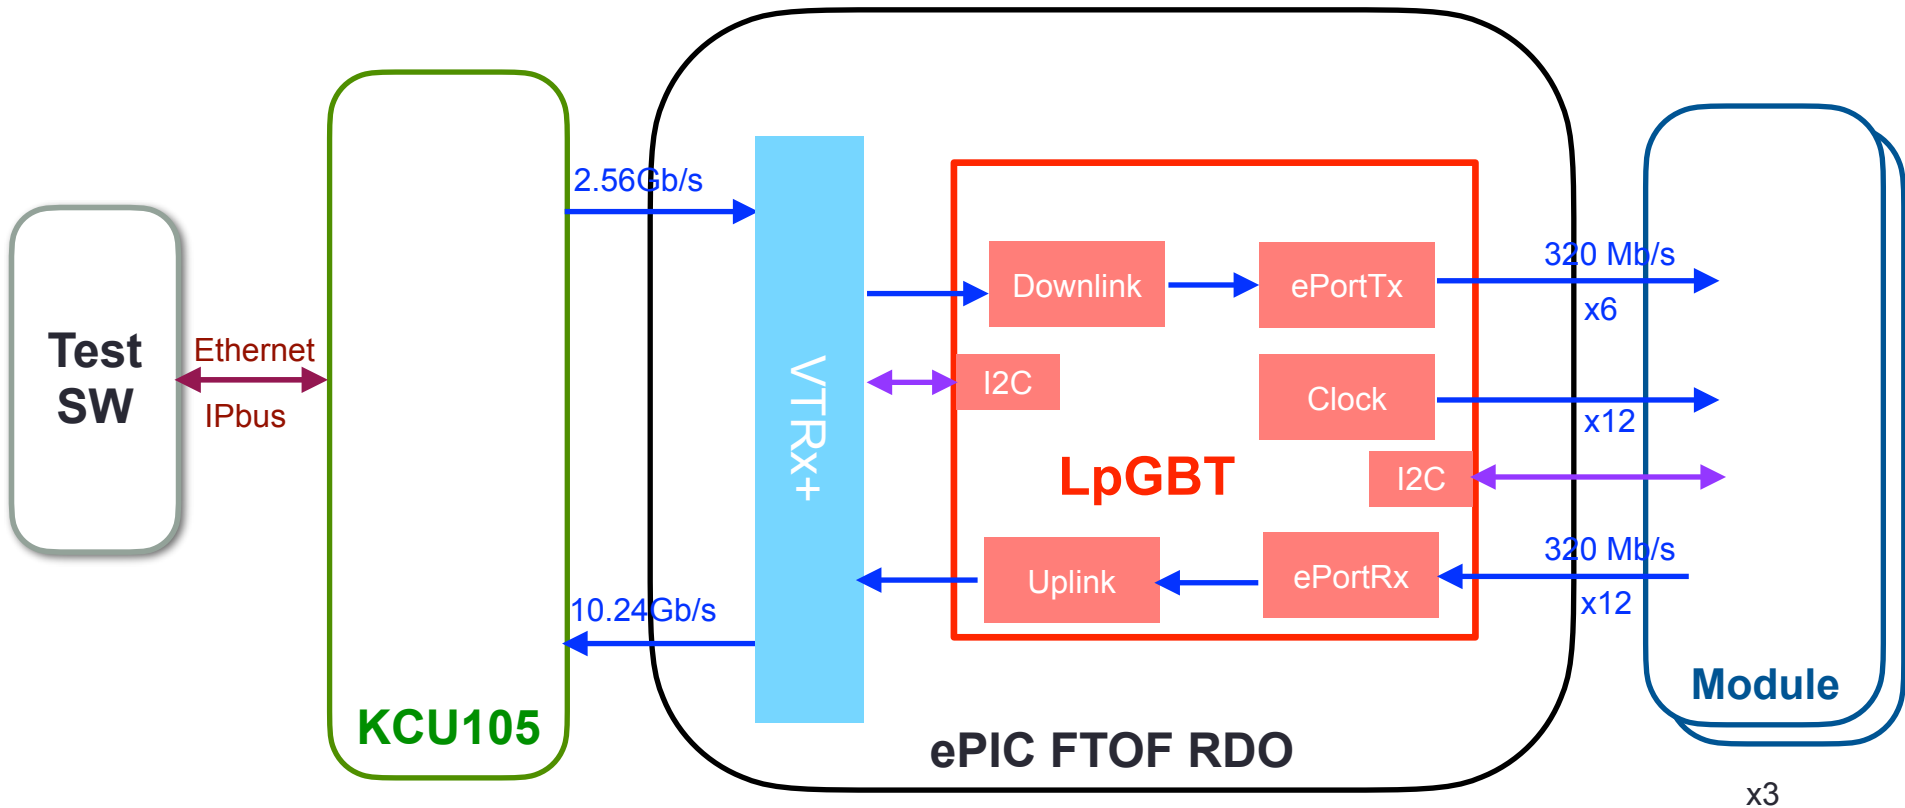 Test
SW
Ethernet
IPbus
KCU105
2.56Gb/s
10.24Gb/s
VTRx+
Downlink
ePortTx
I2C
Clock
LpGBT
I2C
Uplink
ePortRx
ePIC FTOF RDO
320 Mb/s
x6
x12
320 Mb/s
x12
Module
x3